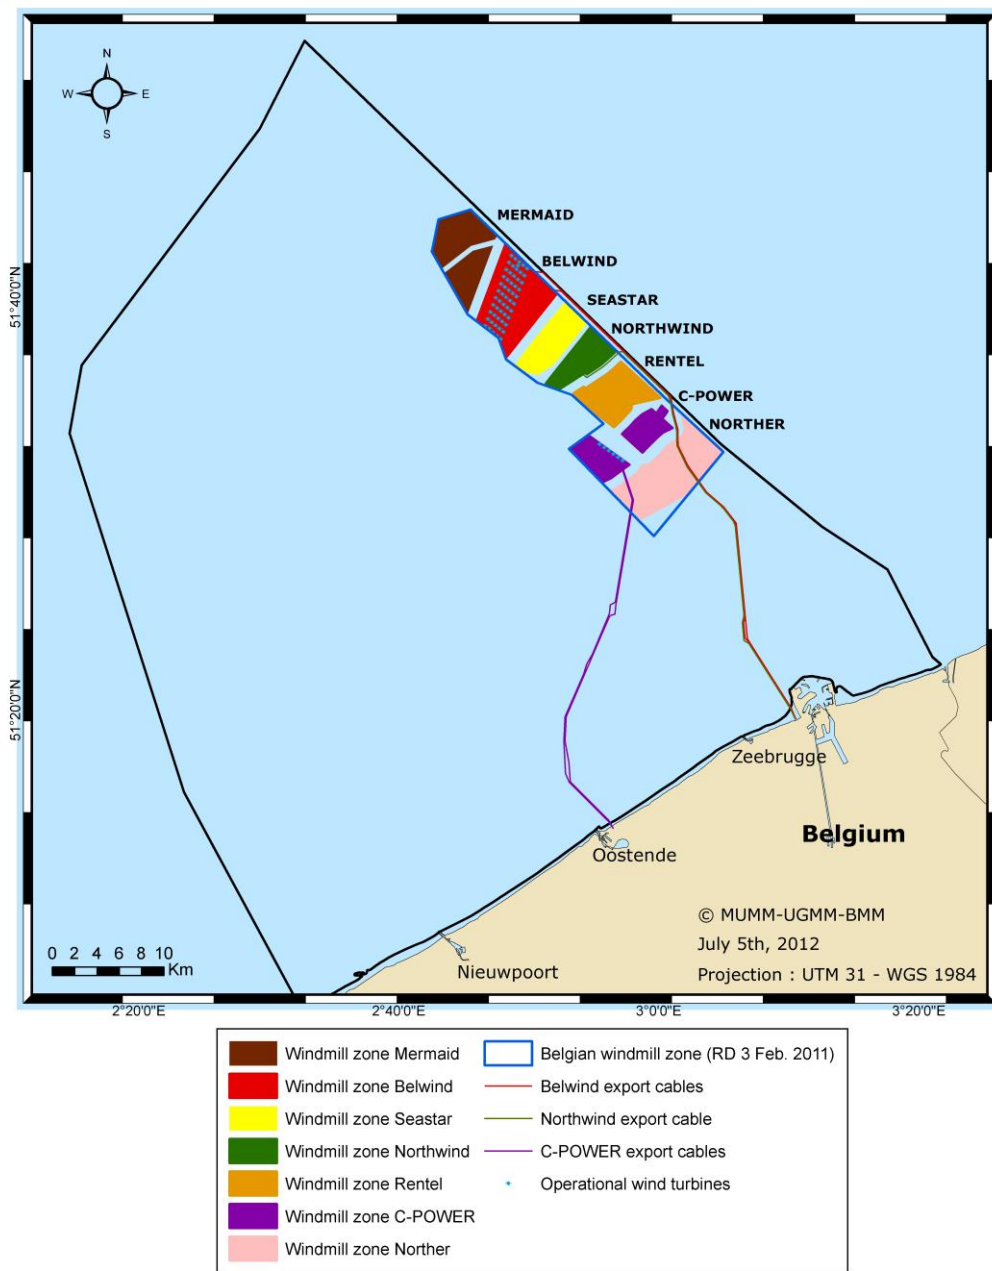 N
W E
S
MERMAID
BELWIND
SEASTAR
NORTHWIND
RENTEL
C-POWER
NORTHER
51°40'0"N
51°20'0"N
Zeebrugge
Belgium
Oostende
Nieuwpoort
© MUMM-UGMM-BMM
July 5th, 2012
Projection : UTM 31 - WGS 1984
0 2 4 6 8 10
Km
2°20'0"E 2°40'0"E 3°0'0"E 3°20'0"E
Windmill zone Mermaid
Windmill zone Belwind
Windmill zone Seastar
Windmill zone Northwind
Windmill zone Rentel
Windmill zone C-POWER
Windmill zone Norther
Belgian windmill zone (RD 3 Feb. 2011)
Belwind export cables
Northwind export cable
C-POWER export cables
Operational wind turbines